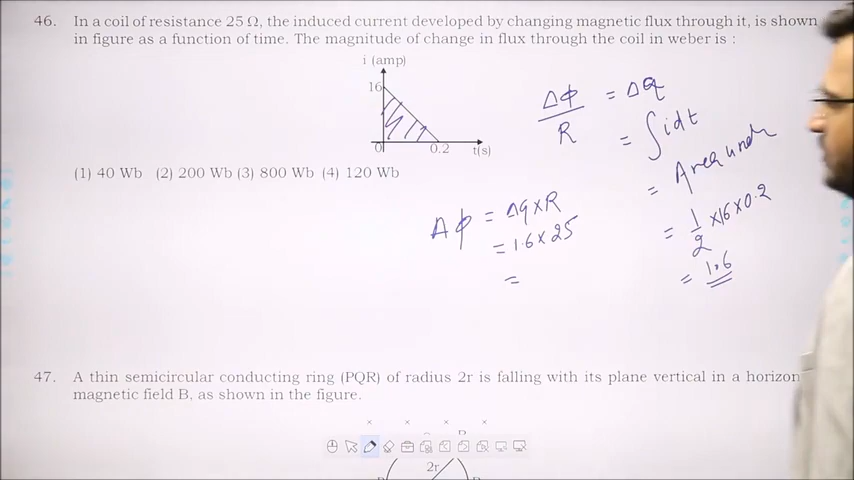 46. In a coil of resistance 25 Ω, the induced current developed by changing magnetic flux through it, is shown
in figure as a function of time. The magnitude of change in flux through the coil in weber is :
i (amp)
16
0
0.2
t(s)
(1) 40 Wb (2) 200 Wb (3) 800 Wb (4) 120 Wb
Δϕ/R = Δq
= ∫idt
= Area under
= 1/2 × 16 × 0.2
= 1.6
Δϕ = Δq × R
= 1.6 × 25
=
47. A thin semicircular conducting ring (PQR) of radius 2r is falling with its plane vertical in a horizon
magnetic field B, as shown in the figure.
× × × ×
2r